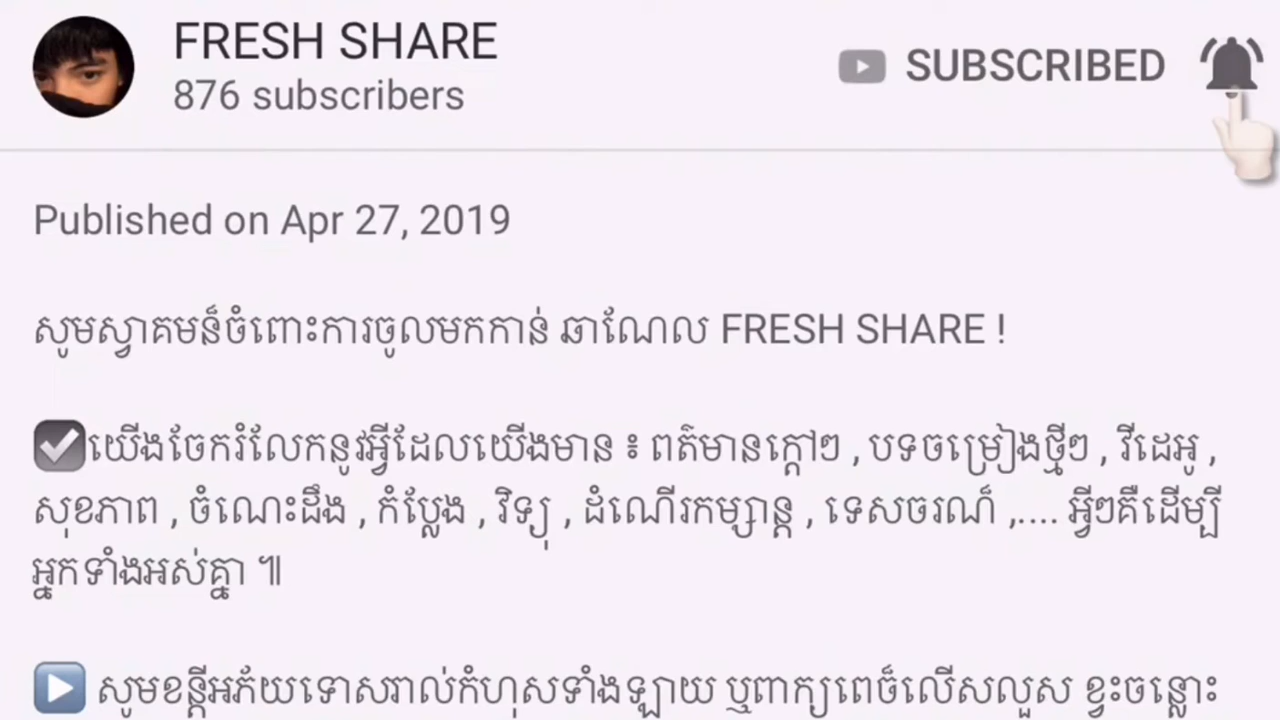 FRESH SHARE
876 subscribers
SUBSCRIBED
Published on Apr 27, 2019
សូមស្វាគមន៏ចំពោះការចូលមកកាន់ ឆាណែល FRESH SHARE !
យើងចែករំលែកនូវអ្វីដែលយើងមាន ៖ ពត៌មានក្តៅៗ , បទចម្រៀងថ្មីៗ , វីដេអូ ,
សុខភាព , ចំណេះដឹង , កំប្លែង , វិទ្យុ , ដំណើរកម្សាន្ត , ទេសចរណ៏ ,.... អ្វីៗគឺដើម្បី
អ្នកទាំងអស់គ្នា ៕
សូមខន្តីអភ័យទោសរាល់កំហុសទាំងឡាយ ឬពាក្យពេច៏លើសលួស ខ្វះចន្លោះ